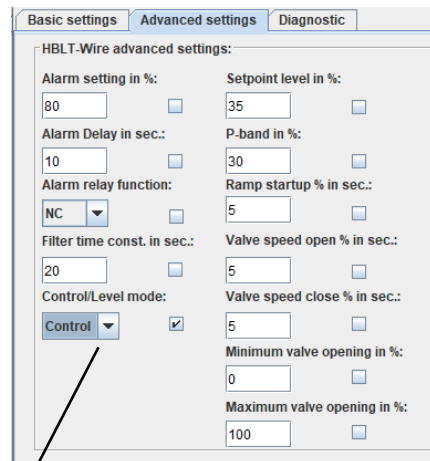 Basic settings Advanced settings Diagnostic
HBLT-Wire advanced settings:
Alarm setting in %: Setpoint level in %:
80 35
Alarm Delay in sec.: P-band in %:
10 30
Alarm relay function: Ramp startup % in sec.:
NC 5
Filter time const. in sec.: Valve speed open % in sec.:
20 5
Control/Level mode: Valve speed close % in sec.:
Control 5
Minimum valve opening in %:
0
Maximum valve opening in %:
100